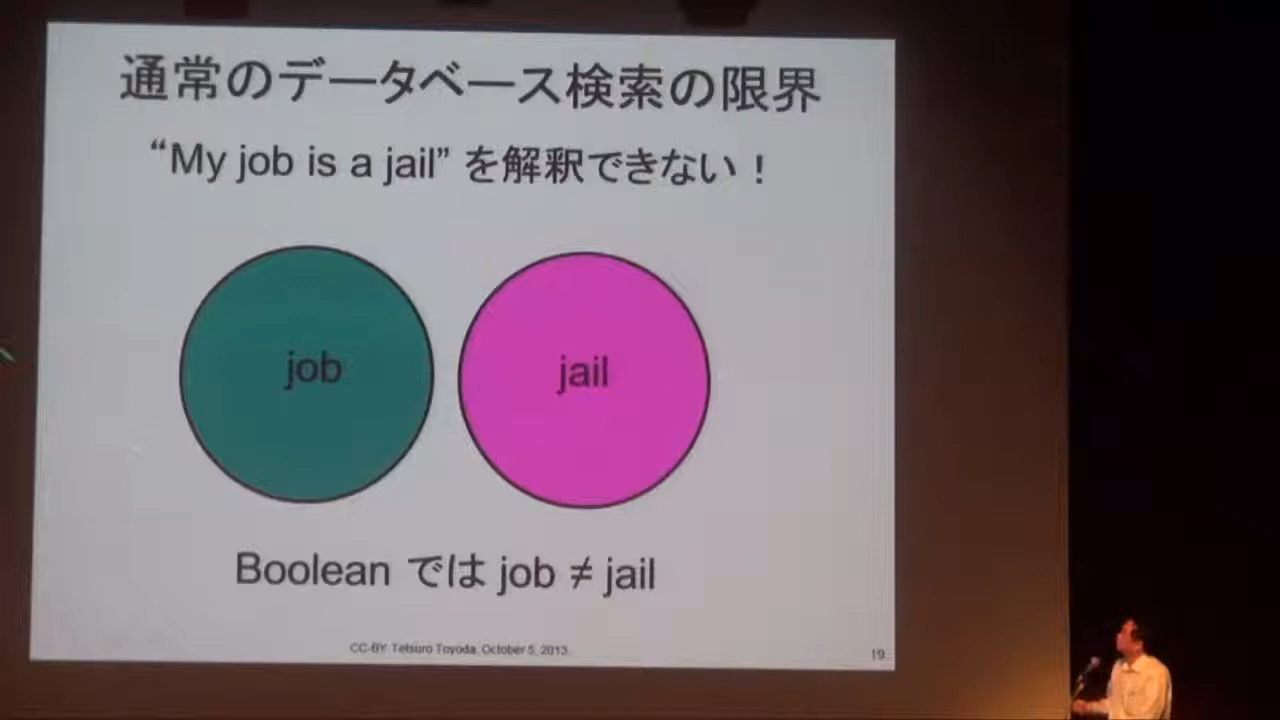 通常のデータベース検索の限界
“My job is a jail” を解釈できない！
job
jail
Boolean では job ≠ jail
CC-BY: Tetsuro Toyoda, October 5, 2013
19